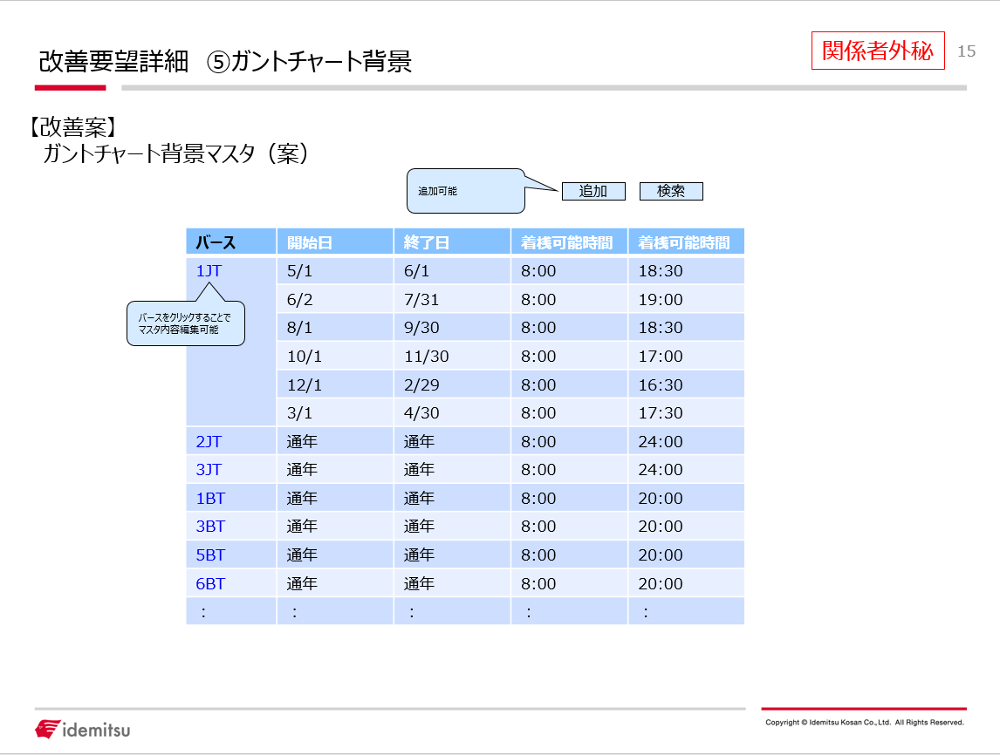 改善要望詳細 ⑤ガントチャート背景
関係者外秘
15
【改善案】
ガントチャート背景マスタ（案）
追加可能
追加
検索
バース 開始日 終了日 着桟可能時間 着桟可能時間
1JT 5/1 6/1 8:00 18:30
6/2 7/31 8:00 19:00
バースをクリックすることで
マスタ内容編集可能
8/1 9/30 8:00 18:30
10/1 11/30 8:00 17:00
12/1 2/29 8:00 16:30
3/1 4/30 8:00 17:30
2JT 通年 通年 8:00 24:00
3JT 通年 通年 8:00 24:00
1BT 通年 通年 8:00 20:00
3BT 通年 通年 8:00 20:00
5BT 通年 通年 8:00 20:00
6BT 通年 通年 8:00 20:00
： ： ： ： ：
idemitsu
Copyright © Idemitsu Kosan Co.,Ltd. All Rights Reserved.